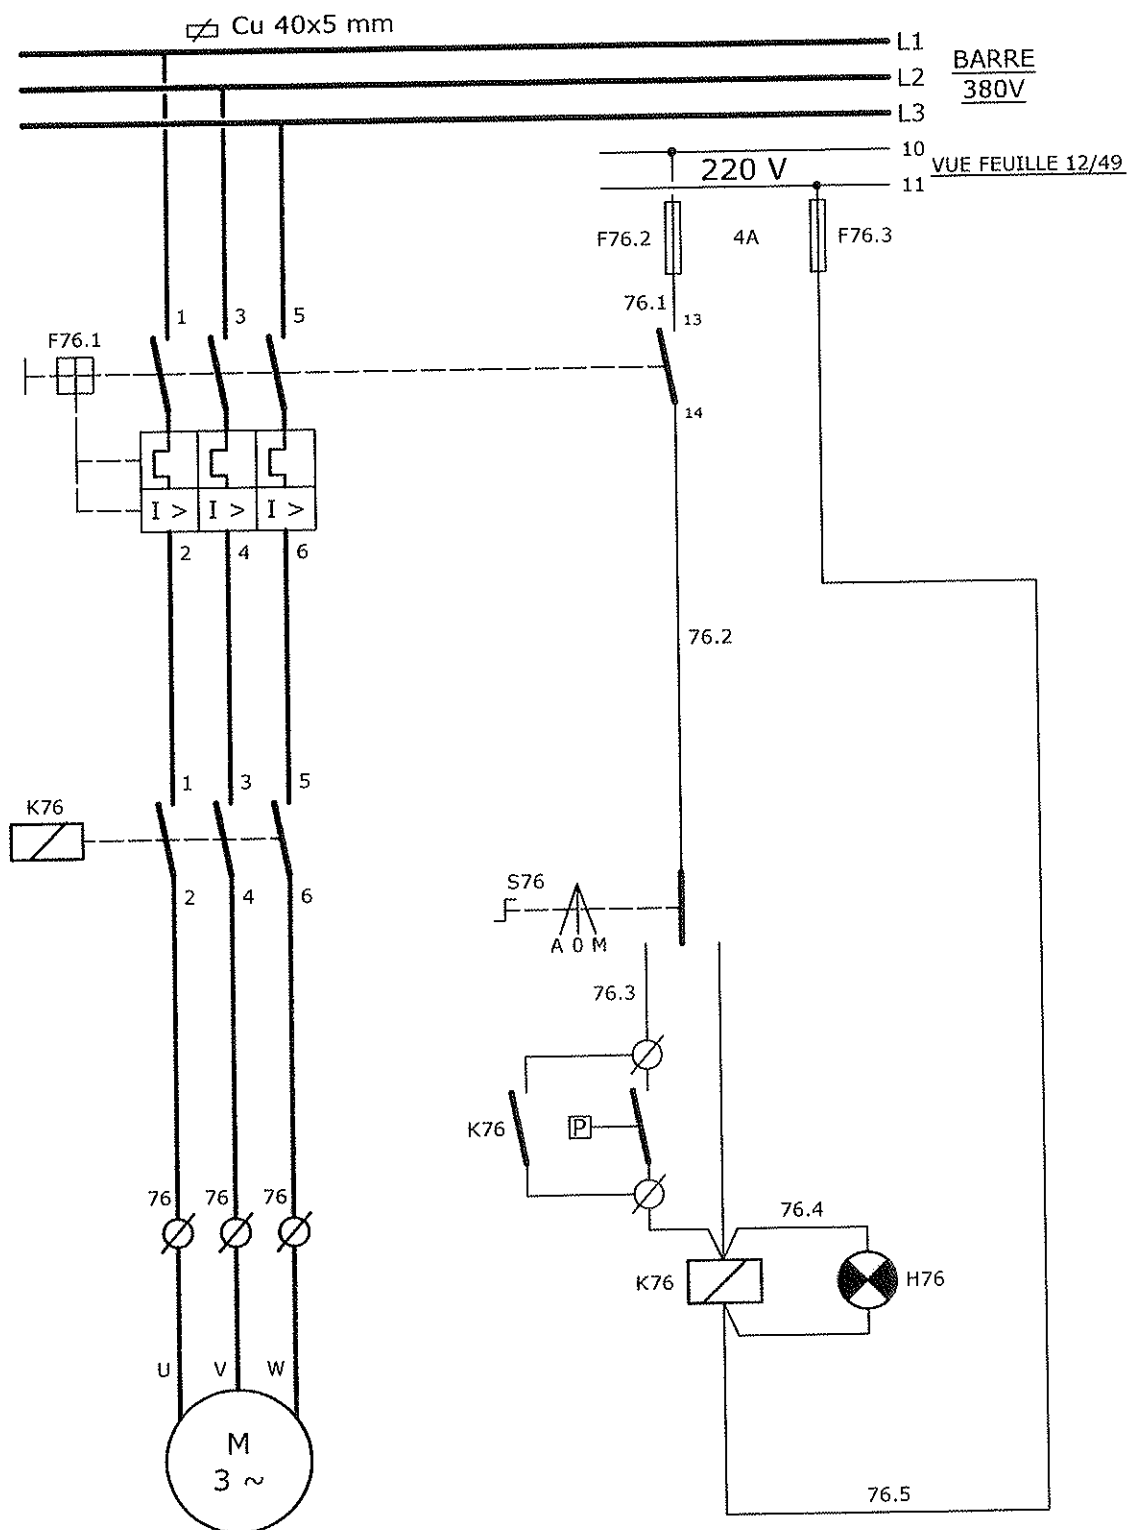 Cu 40x5 mm
L1
L2
L3
BARRE
380V
10
220 V
11
VUE FEUILLE 12/49
F76.2
4A
F76.3
76.1
13
1
3
5
F76.1
14
I >
I >
I >
2
4
6
76.2
1
3
5
K76
2
4
6
S76
A 0 M
76.3
K76
P
76
76
76
76.4
K76
H76
U
V
W
M
3 ~
76.5